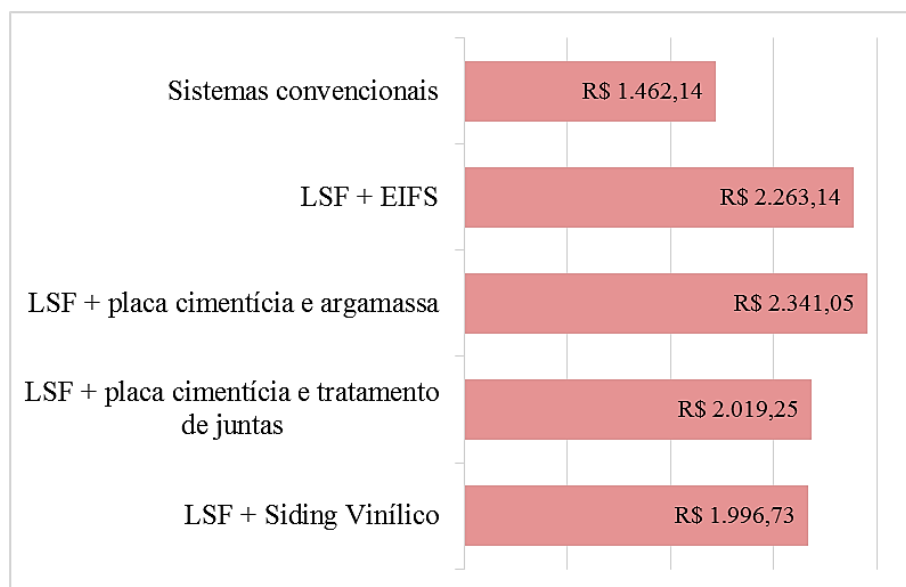 Sistemas convencionais
R$ 1.462,14
LSF + EIFS
R$ 2.263,14
LSF + placa cimentícia e argamassa
R$ 2.341,05
LSF + placa cimentícia e tratamento
de juntas
R$ 2.019,25
LSF + Siding Vinílico
R$ 1.996,73